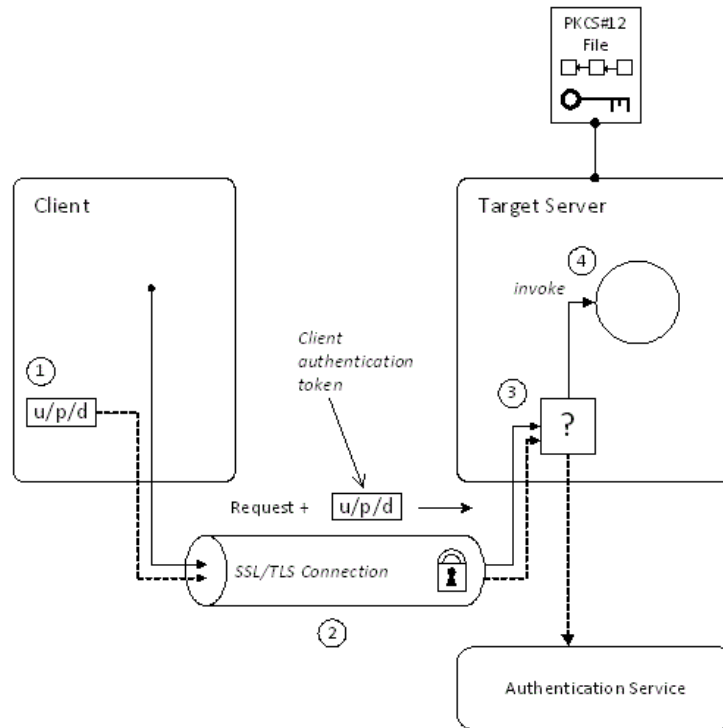 PKCS#12
File
Client
Target Server
4
invoke
Client
authentication
token
1
3
u/p/d
?
Request +
u/p/d
SSL/TLS Connection
2
Authentication Service